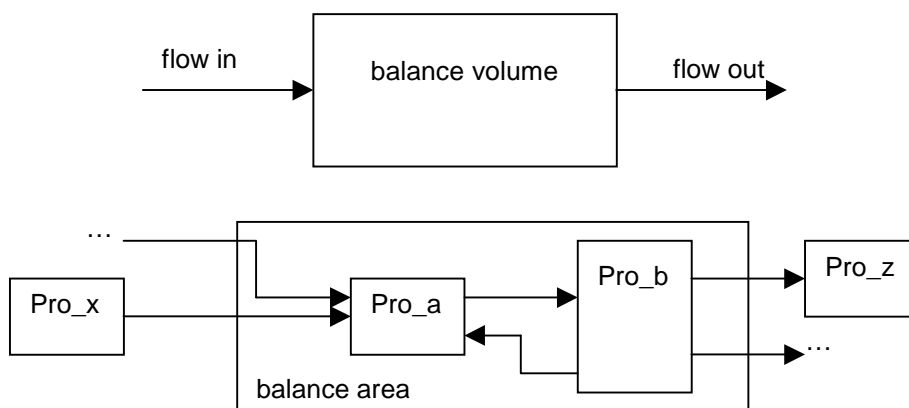 flow in
balance volume
flow out
...
Pro_x
Pro_a
Pro_b
Pro_z
...
balance area